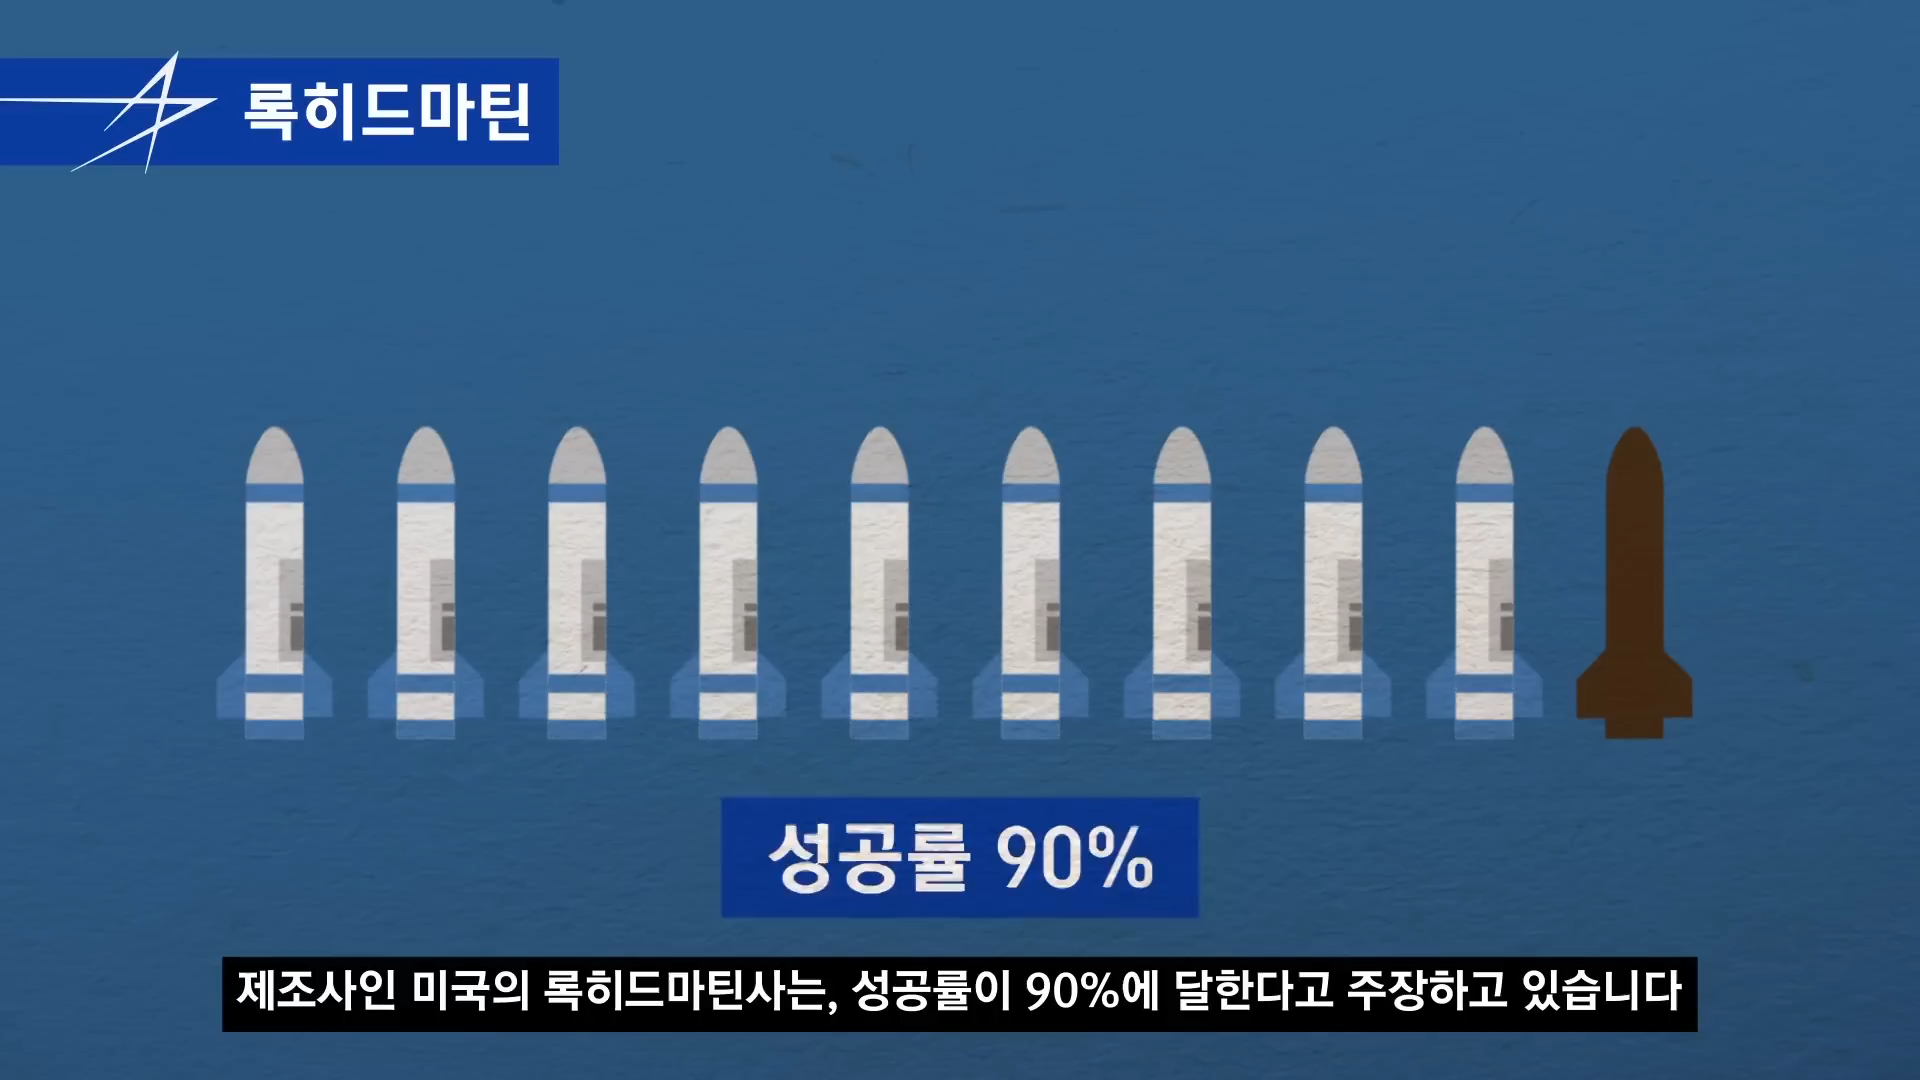 록히드마틴
i i i i i i i i i
성공률 90%
제조사인 미국의 록히드마틴사는, 성공률이 90%에 달한다고 주장하고 있습니다